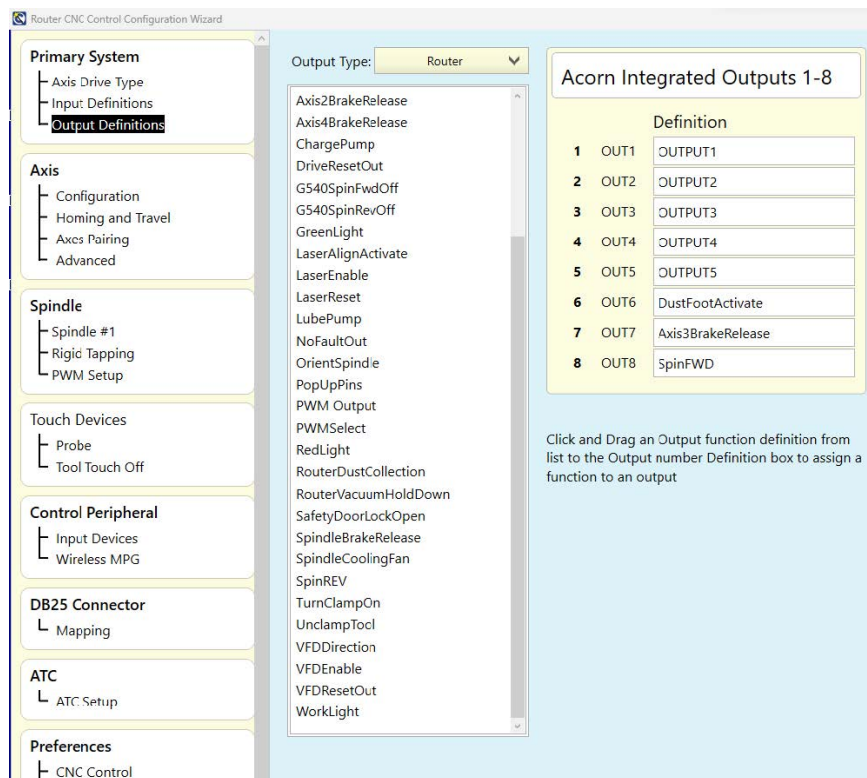 Router CNC Control Configuration Wizard
Primary System
Axis Drive Type
Input Definitions
Output Definitions
Axis
Configuration
Homing and Travel
Axes Pairing
Advanced
Spindle
Spindle #1
Rigid Tapping
PWM Setup
Touch Devices
Probe
Tool Touch Off
Control Peripheral
Input Devices
Wireless MPG
DB25 Connector
Mapping
ATC
ATC Setup
Preferences
CNC Control
Output Type: Router
Axis2BrakeRelease
Axis4BrakeRelease
ChargePump
DriveResetOut
G540SpinFwdOff
G540SpinRevOff
GreenLight
LaserAlignActivate
LaserEnable
LaserReset
LubePump
NoFaultOut
OrientSpindle
PopUpPins
PWM Output
PWMSelect
RedLight
RouterDustCollection
RouterVacuumHoldDown
SafetyDoorLockOpen
SpindleBrakeRelease
SpindleCoolingFan
SpinREV
TurnClampOn
UnclampTool
VFDDirection
VFDEnable
VFDResetOut
WorkLight
Acorn Integrated Outputs 1-8
Definition
1 OUT1 OUTPUT1
2 OUT2 OUTPUT2
3 OUT3 OUTPUT3
4 OUT4 OUTPUT4
5 OUT5 OUTPUT5
6 OUT6 DustFootActivate
7 OUT7 Axis3BrakeRelease
8 OUT8 SpinFWD
Click and Drag an Output function definition from
list to the Output number Definition box to assign a
function to an output